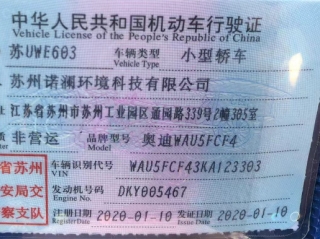 中华人民共和国机动车行驶证
Vehicle License of the People's Republic of China
苏UWE603 车辆类型 小型轿车
Vehicle Type
苏州诺澜环境科技有限公司
江苏省苏州市苏州工业园区蒲园路339号2幢305室
非营运 品牌型号 奥迪WAU5FCF4
Model
省苏州 车辆识别代号 WAU5FCF43KA123303
VIN
安局交 发动机号码 DKY005467
Engine No.
察支队 注册日期 2020-01-10 发证日期 2020-01-10
Register Date Issue Date